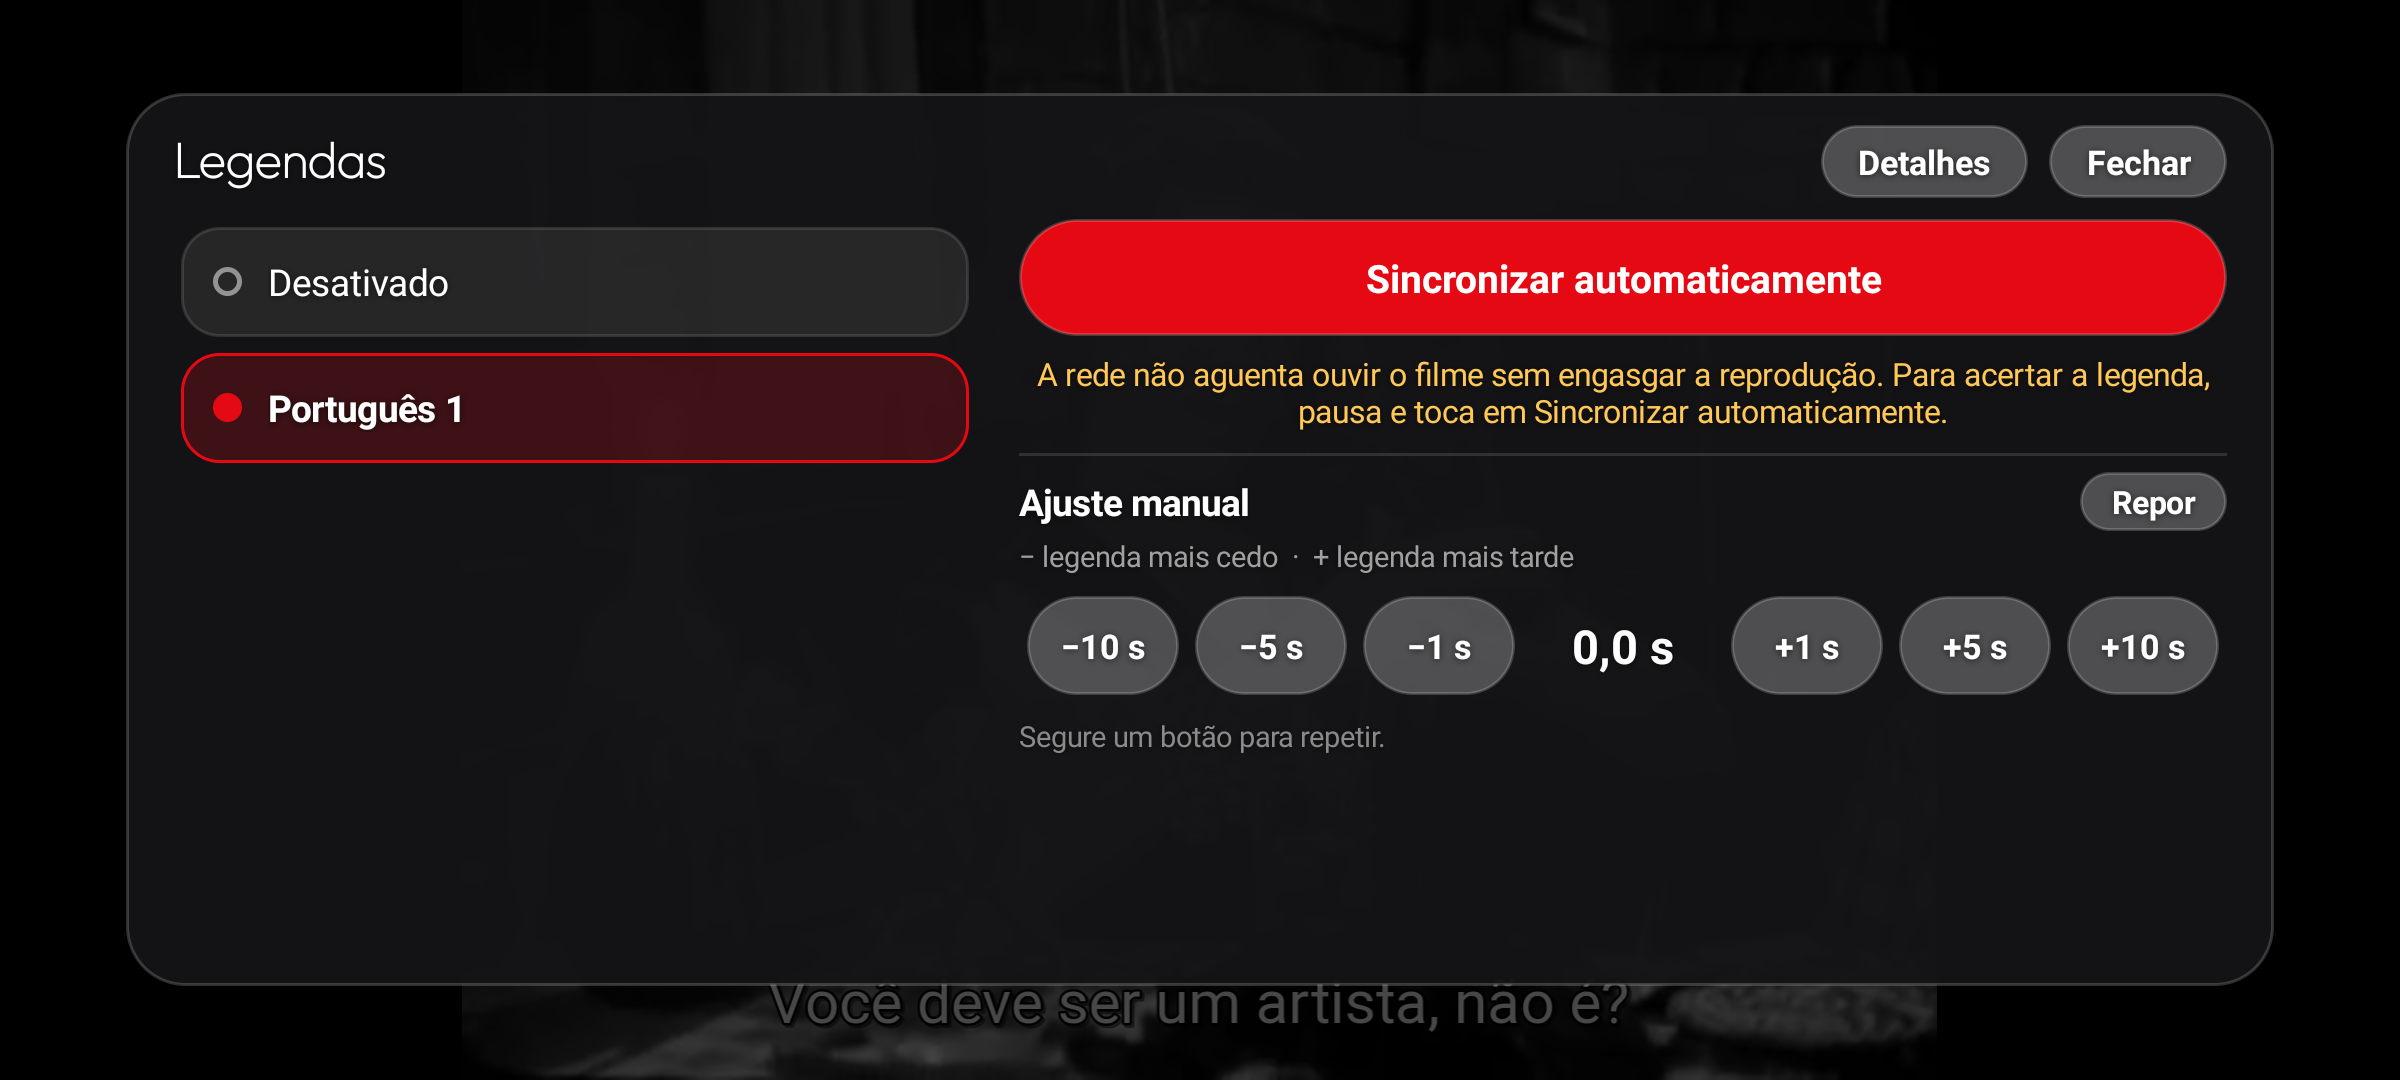 Legendas
Detalhes
Fechar
Desativado
Português 1
Sincronizar automaticamente
A rede não aguenta ouvir o filme sem engasgar a reprodução. Para acertar a legenda,
pausa e toca em Sincronizar automaticamente.
Ajuste manual
Repor
− legenda mais cedo · + legenda mais tarde
−10 s
−5 s
−1 s
0,0 s
+1 s
+5 s
+10 s
Segure um botão para repetir.
Você deve ser um artista, não é?